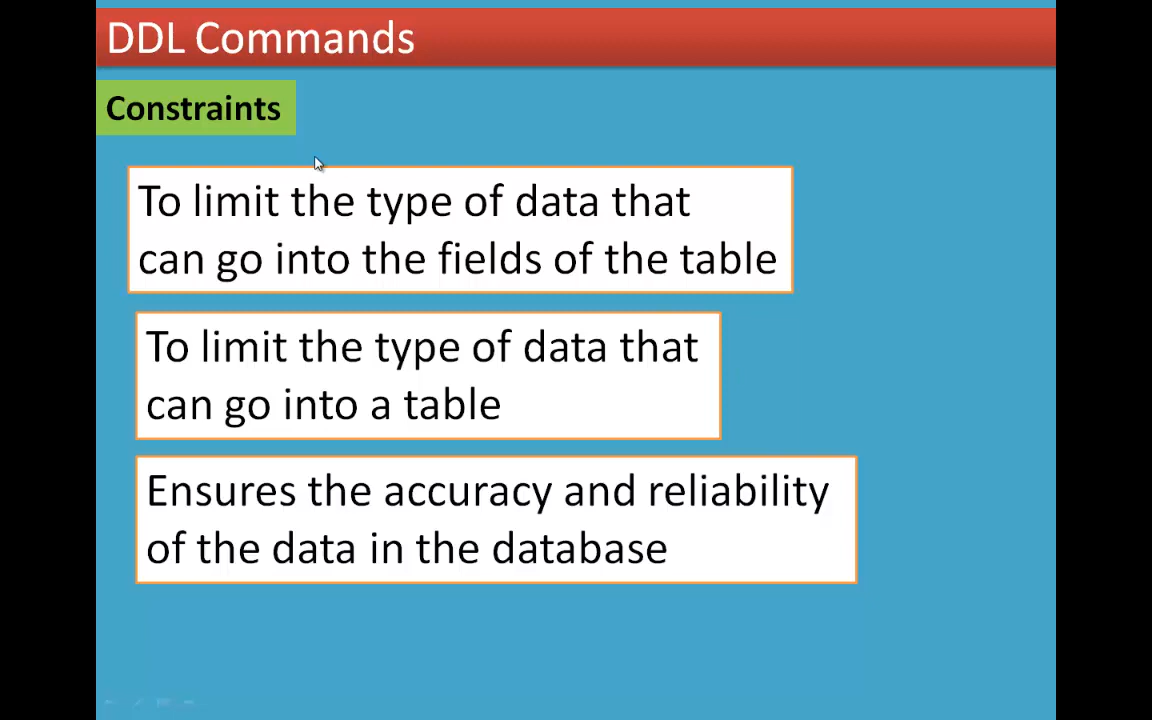 DDL Commands
Constraints
To limit the type of data that
can go into the fields of the table
To limit the type of data that
can go into a table
Ensures the accuracy and reliability
of the data in the database